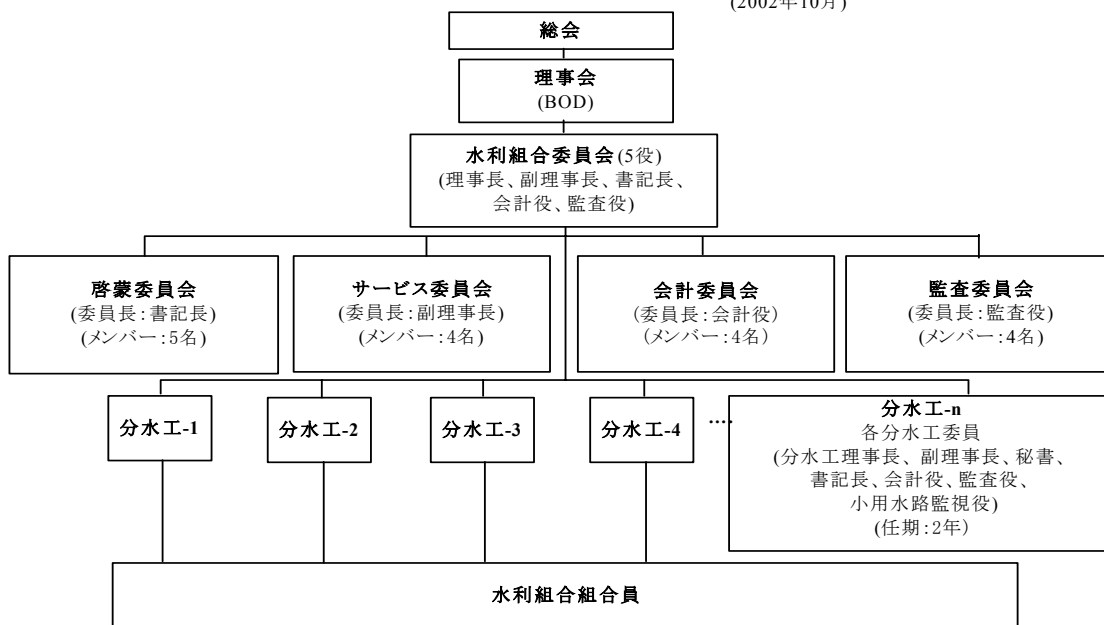 (2002年10月)
総会
理事会
(BOD)
水利組合委員会(5役)
(理事長、副理事長、書記長、
会計役、監査役)
啓蒙委員会
(委員長:書記長)
(メンバー:5名)
サービス委員会
(委員長:副理事長)
(メンバー:4名)
会計委員会
(委員長:会計役)
(メンバー:4名)
監査委員会
(委員長:監査役)
(メンバー:4名)
分水工-1
分水工-2
分水工-3
分水工-4
....
分水工-n
各分水工委員
(分水工理事長、副理事長、秘書、
書記長、会計役、監査役、
小用水路監視役)
(任期:2年)
水利組合組合員